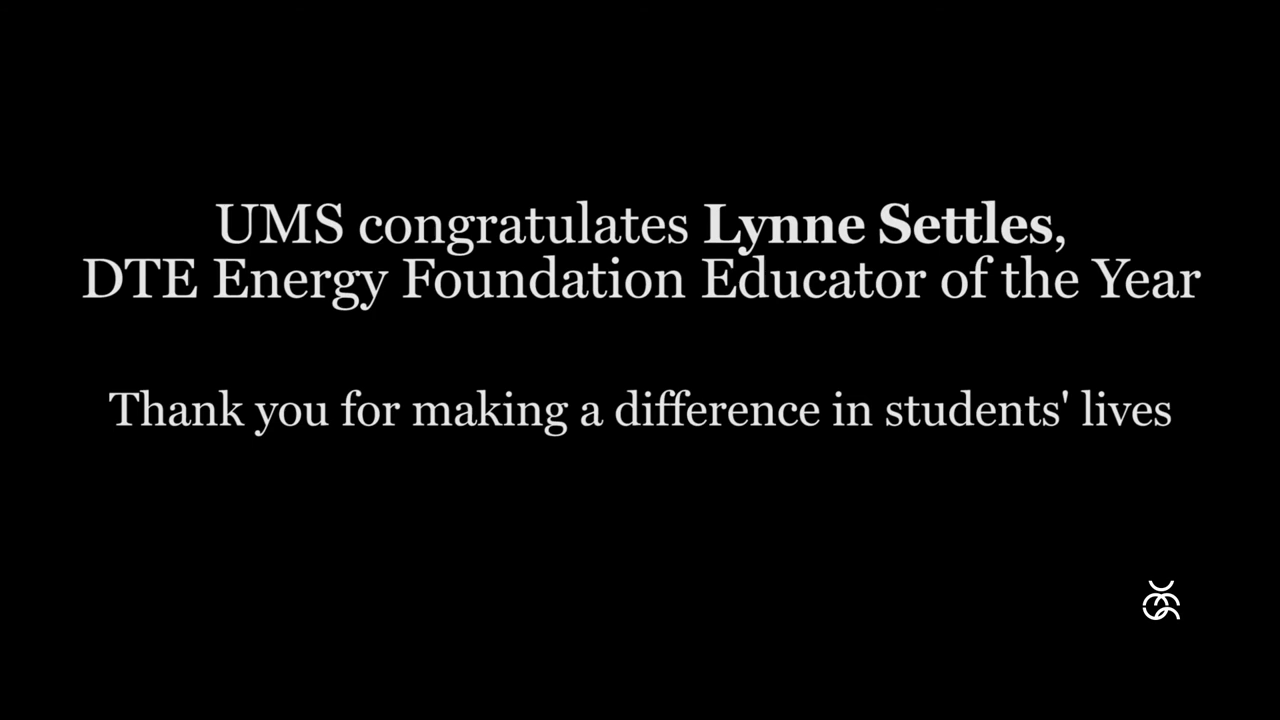 UMS congratulates Lynne Settles,
DTE Energy Foundation Educator of the Year
Thank you for making a difference in students' lives